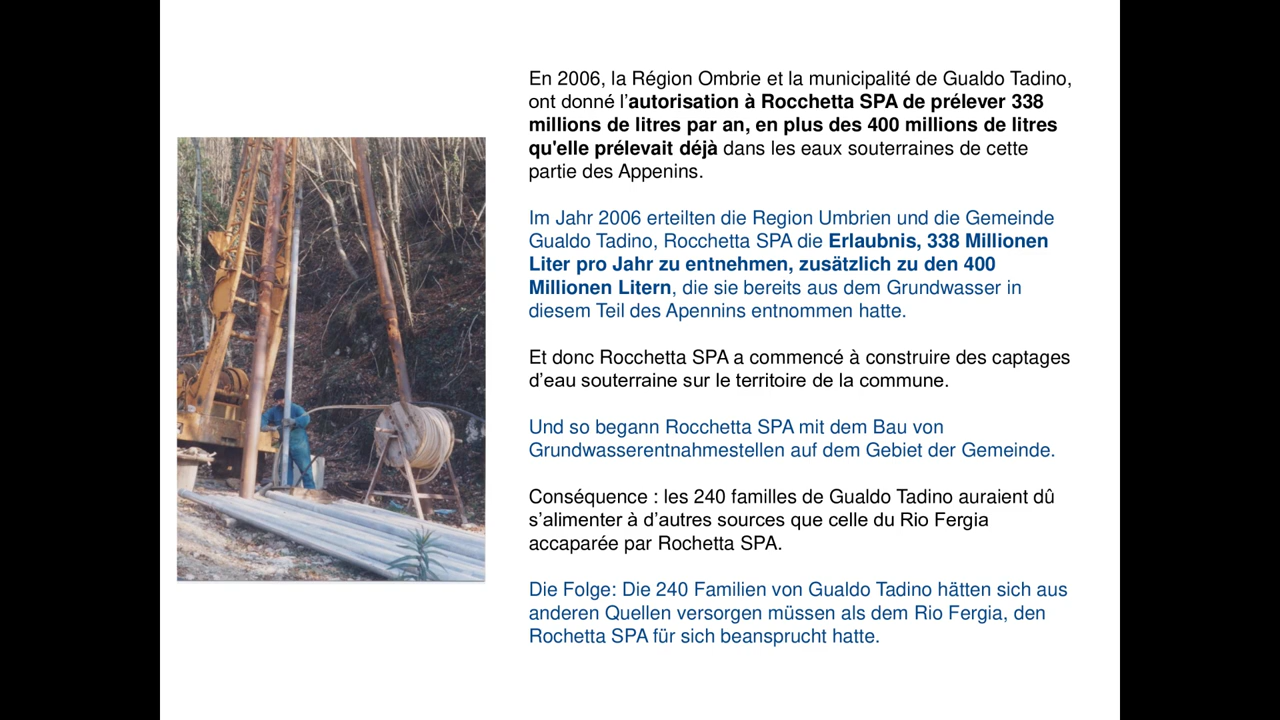 En 2006, la Région Ombrie et la municipalité de Gualdo Tadino,
ont donné l’autorisation à Rocchetta SPA de prélever 338
millions de litres par an, en plus des 400 millions de litres
qu'elle prélevait déjà dans les eaux souterraines de cette
partie des Appenins.
Im Jahr 2006 erteilten die Region Umbrien und die Gemeinde
Gualdo Tadino, Rocchetta SPA die Erlaubnis, 338 Millionen
Liter pro Jahr zu entnehmen, zusätzlich zu den 400
Millionen Litern, die sie bereits aus dem Grundwasser in
diesem Teil des Apennins entnommen hatte.
Et donc Rocchetta SPA a commencé à construire des captages
d’eau souterraine sur le territoire de la commune.
Und so begann Rocchetta SPA mit dem Bau von
Grundwasserentnahmestellen auf dem Gebiet der Gemeinde.
Conséquence : les 240 familles de Gualdo Tadino auraient dû
s’alimenter à d’autres sources que celle du Rio Fergia
accaparée par Rochetta SPA.
Die Folge: Die 240 Familien von Gualdo Tadino hätten sich aus
anderen Quellen versorgen müssen als dem Rio Fergia, den
Rochetta SPA für sich beansprucht hatte.